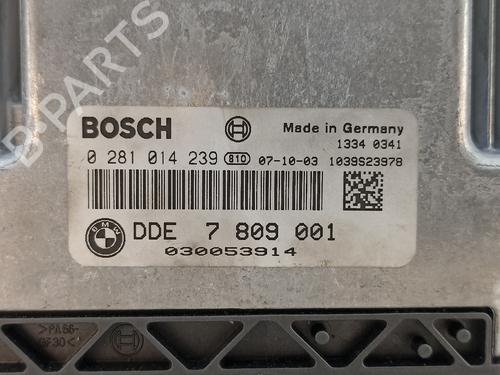 BOSCH
Made in Germany
1334 0341
0 281 014 239 810 07-10-03 1039S23978
BMW DDE 7 809 001
030053914
>PA66-
GF30<
B-PARTS